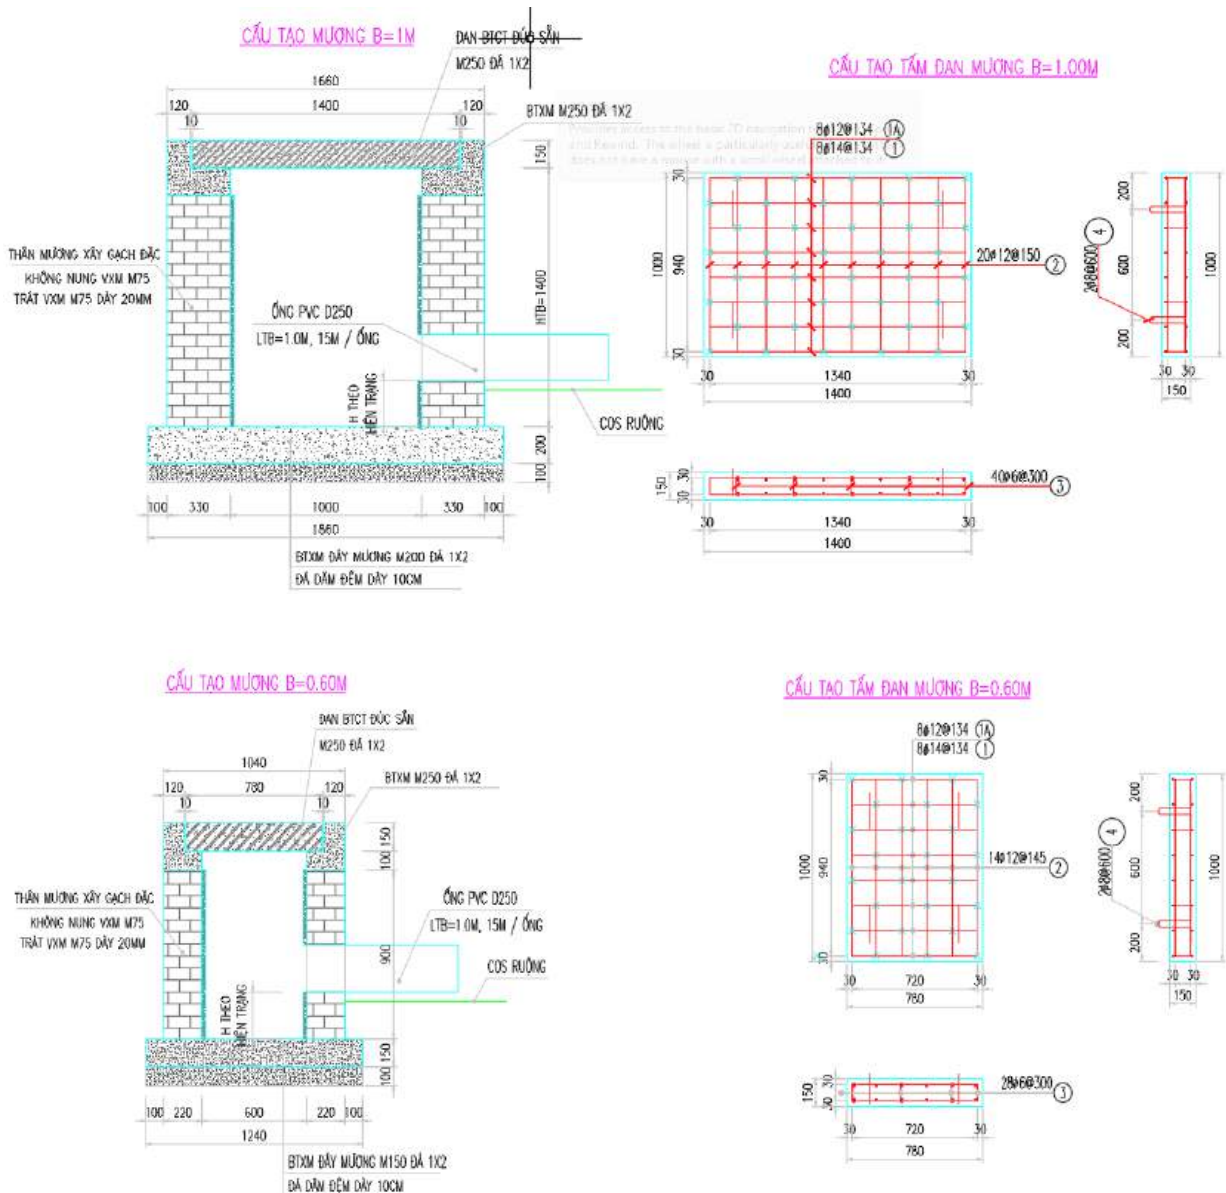 CẤU TẠO MƯƠNG B=1M
ĐAN BTCT ĐÚC SẴN
M250 ĐÁ 1X2
1660
120
1400
120
10
10
BTXM M250 ĐÁ 1X2
150
THÂN MƯƠNG XÂY GẠCH ĐẶC
KHÔNG NUNG VXM M75
TRÁT VXM M75 DÀY 20MM
ỐNG PVC D250
LTB=1.0M, 15M / ỐNG
HTB=1400
H THEO
HIỆN TRẠNG
COS RUỘNG
200
100
100
330
1000
330
100
1860
BTXM ĐÁY MƯƠNG M200 ĐÁ 1X2
ĐÁ DĂM ĐỆM DÀY 10CM
CẤU TẠO TẤM ĐAN MƯƠNG B=1.00M
8ϕ12@134 1A
8ϕ14@134 1
30
1000
940
30
20ϕ12@150 2
30
1340
30
1400
200
600
200
2ϕ8@600 4
1000
30
30
150
150
30
30
40ϕ6@300 3
30
1340
30
1400
CẤU TẠO MƯƠNG B=0.60M
ĐAN BTCT ĐÚC SẴN
M250 ĐÁ 1X2
1040
120
780
120
10
10
BTXM M250 ĐÁ 1X2
150
100
THÂN MƯƠNG XÂY GẠCH ĐẶC
KHÔNG NUNG VXM M75
TRÁT VXM M75 DÀY 20MM
ỐNG PVC D250
LTB=1.0M, 15M / ỐNG
900
COS RUỘNG
H THEO
HIỆN TRẠNG
150
100
100
220
600
220
100
1240
BTXM ĐÁY MƯƠNG M150 ĐÁ 1X2
ĐÁ DĂM ĐỆM DÀY 10CM
CẤU TẠO TẤM ĐAN MƯƠNG B=0.60M
8ϕ12@134 1A
8ϕ14@134 1
30
1000
940
30
14ϕ12@145 2
30
720
30
780
200
600
200
2ϕ8@600 4
1000
30
30
150
150
30
30
28ϕ6@300 3
30
720
30
780